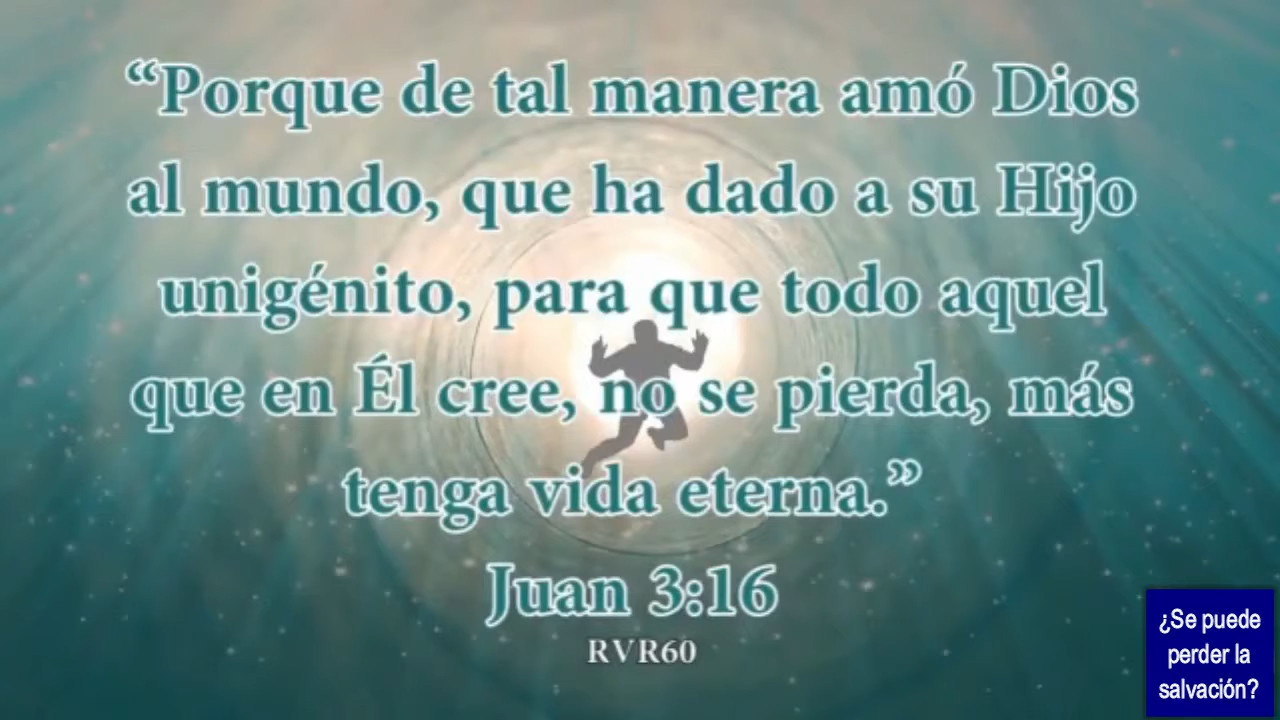 “Porque de tal manera amó Dios
al mundo, que ha dado a su Hijo
unigénito, para que todo aquel
que en Él cree, no se pierda, más
tenga vida eterna.”
Juan 3:16
RVR60
¿Se puede
perder la
salvación?